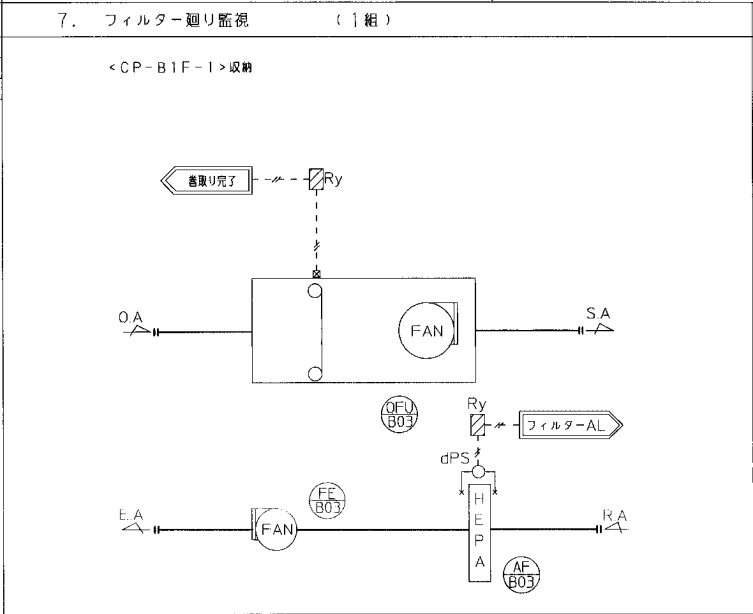 7. フィルター廻り監視 (1組)
<CP-B1F-1>収納
巻取り完了
Ry
O.A
FAN
S.A
OFU
B03
Ry
フィルターAL
dPS
FE
B03
E.A
FAN
HEPA
R.A
AF
B03